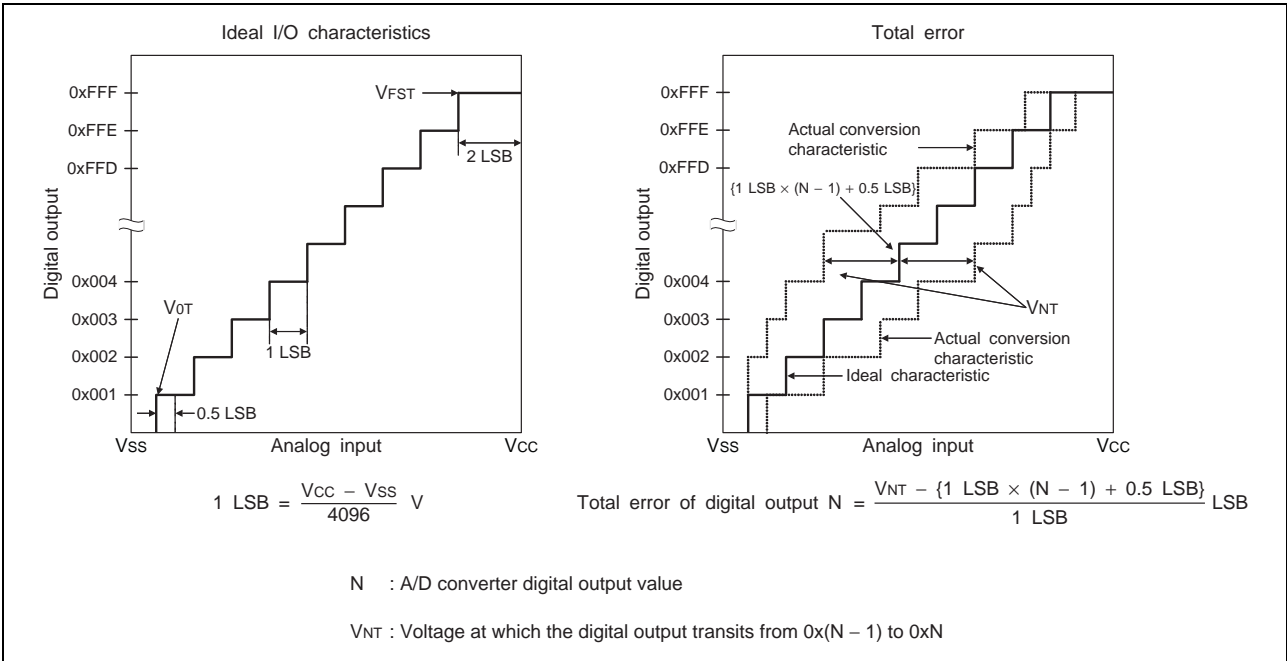 Ideal I/O characteristics
0xFFF
0xFFE
0xFFD
0x004
0x003
0x002
0x001
Digital output
VFST
2 LSB
V0T
1 LSB
0.5 LSB
VSS
Analog input
VCC
1 LSB = VCC – VSS / 4096 V
Total error
0xFFF
0xFFE
0xFFD
0x004
0x003
0x002
0x001
Digital output
Actual conversion
characteristic
{1 LSB × (N – 1) + 0.5 LSB}
VNT
Actual conversion
characteristic
Ideal characteristic
VSS
Analog input
VCC
Total error of digital output N = VNT – {1 LSB × (N – 1) + 0.5 LSB} / 1 LSB LSB
N : A/D converter digital output value
VNT : Voltage at which the digital output transits from 0x(N – 1) to 0xN